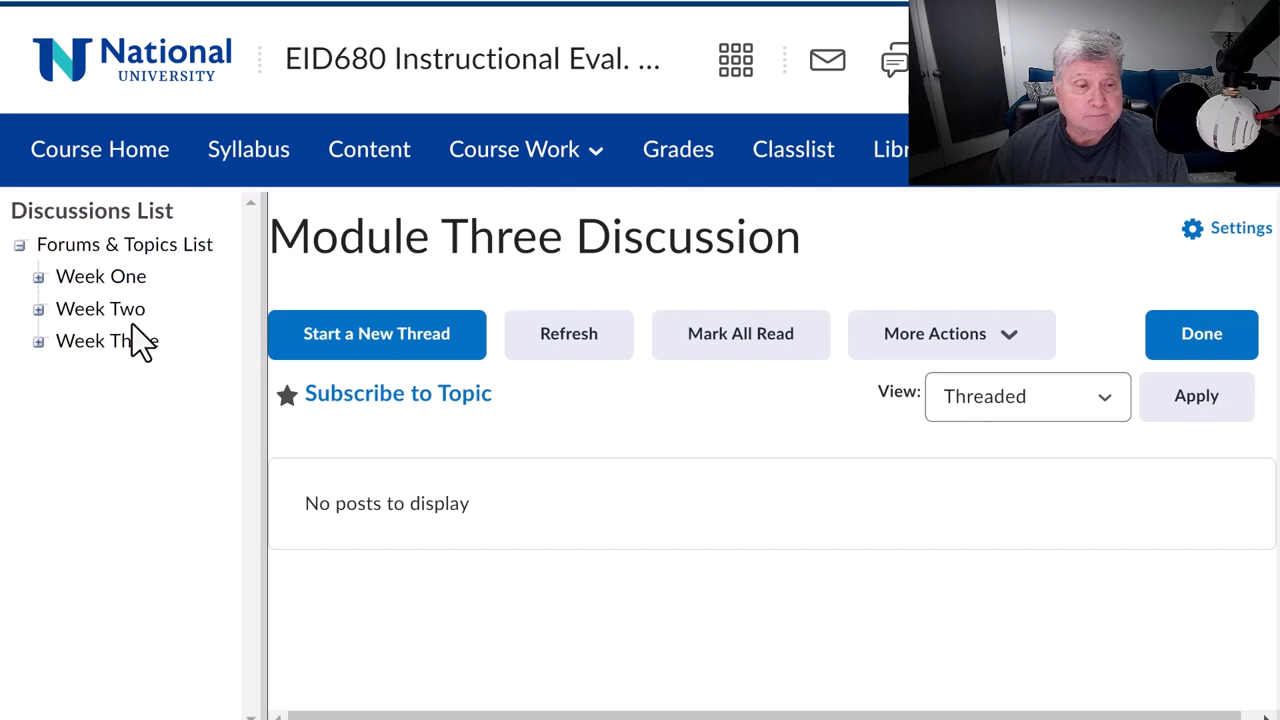 National
UNIVERSITY
EID680 Instructional Eval. ...
Course Home Syllabus Content Course Work Grades Classlist
Discussions List
Forums & Topics List
Week One
Week Two
Week
Module Three Discussion
Settings
Start a New Thread Refresh Mark All Read More Actions Done
Subscribe to Topic
View: Threaded Apply
No posts to display